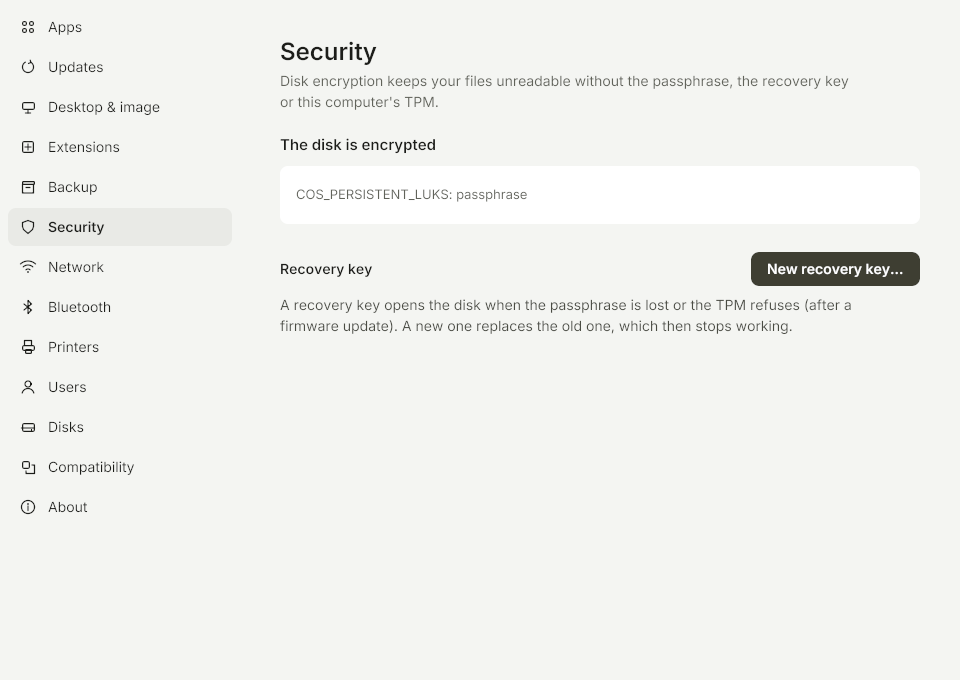 Apps
Updates
Desktop & image
Extensions
Backup
Security
Network
Bluetooth
Printers
Users
Disks
Compatibility
About
Security
Disk encryption keeps your files unreadable without the passphrase, the recovery key
or this computer's TPM.
The disk is encrypted
COS_PERSISTENT_LUKS: passphrase
Recovery key
New recovery key...
A recovery key opens the disk when the passphrase is lost or the TPM refuses (after a
firmware update). A new one replaces the old one, which then stops working.